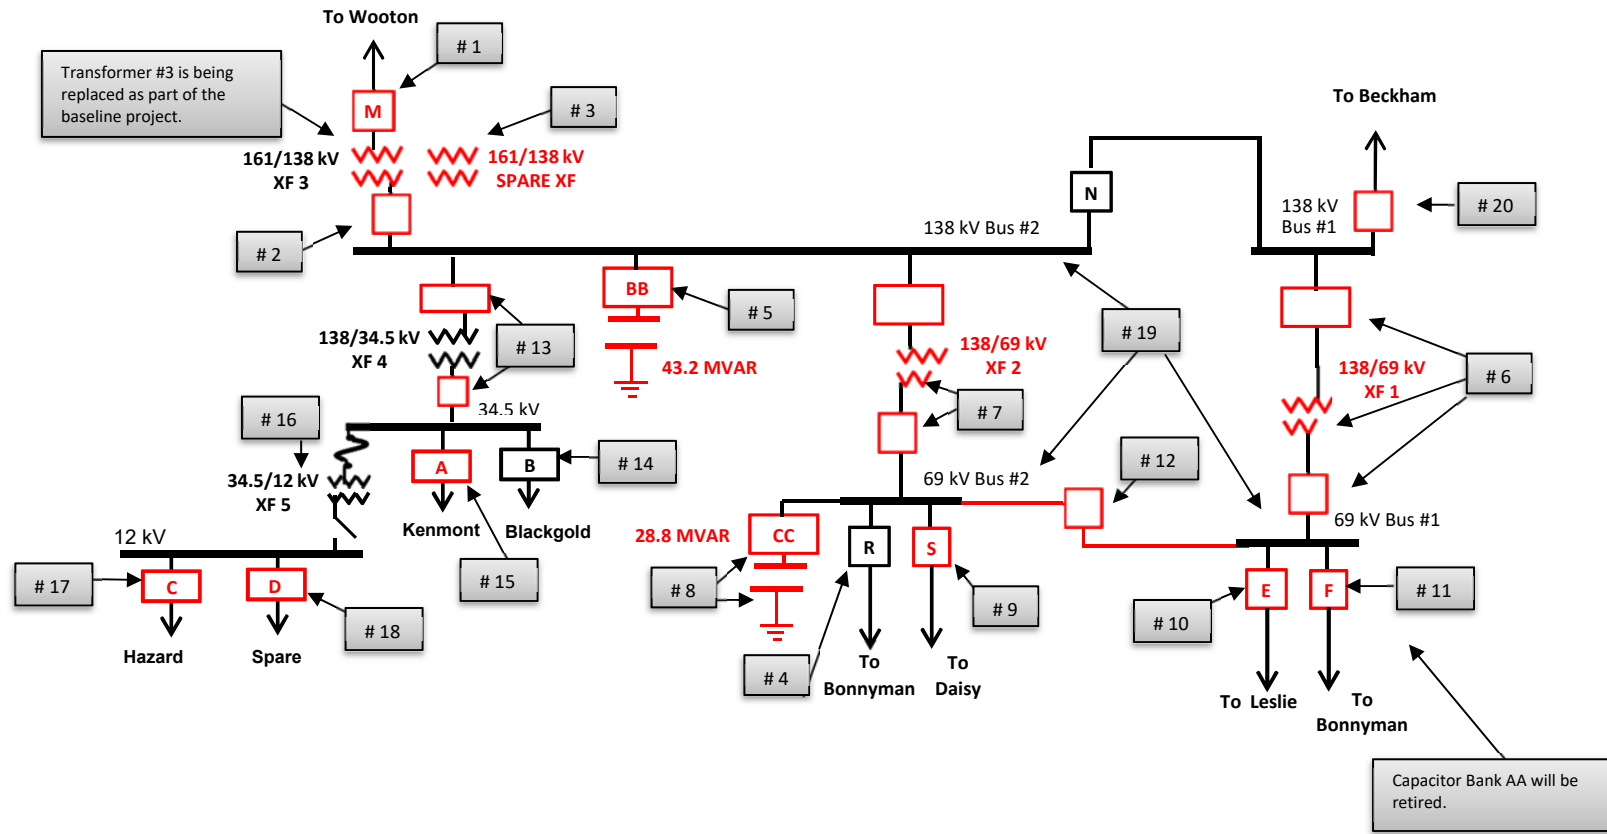 To Wooton
# 1
Transformer #3 is being
replaced as part of the
baseline project.
M
# 3
To Beckham
161/138 kV
XF 3
161/138 kV
SPARE XF
N
# 20
138 kV
Bus #1
# 2
138 kV Bus #2
BB
# 5
# 19
138/34.5 kV
XF 4
# 13
43.2 MVAR
138/69 kV
XF 2
138/69 kV
XF 1
# 6
# 7
# 16
34.5 kV
34.5/12 kV
XF 5
A
B
# 14
# 12
69 kV Bus #2
69 kV Bus #1
Kenmont
Blackgold
12 kV
28.8 MVAR
CC
R
S
# 17
C
D
# 15
# 8
# 9
E
F
# 11
# 10
# 18
Hazard
Spare
# 4
To
Bonnyman
To
Daisy
To Leslie
To
Bonnyman
Capacitor Bank AA will be
retired.